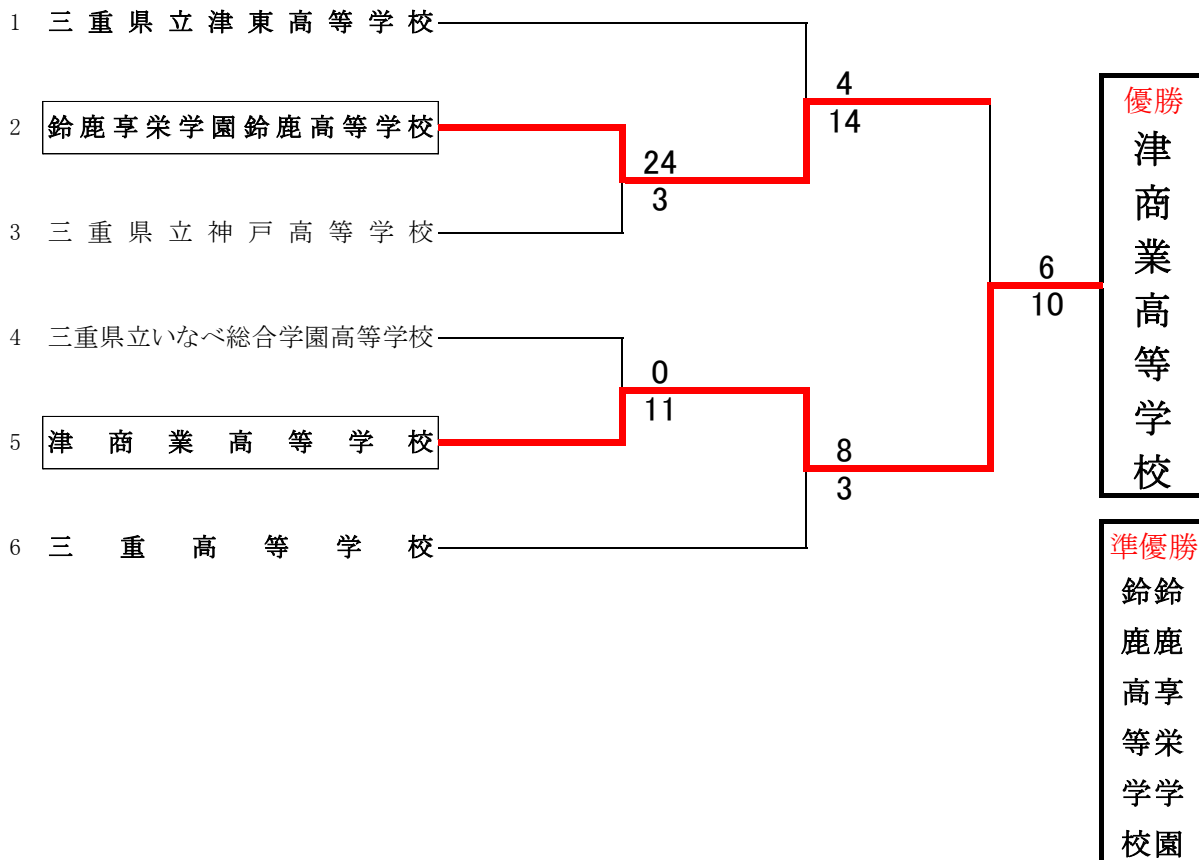 1 三重県立津東高等学校
2 鈴鹿享栄学園鈴鹿高等学校
3 三重県立神戸高等学校
4 三重県立いなべ総合学園高等学校
5 津商業高等学校
6 三重高等学校
24
3
0
11
4
14
8
3
6
10
優勝
津商業高等学校
準優勝
鈴鹿享栄学園
鈴鹿高等学校